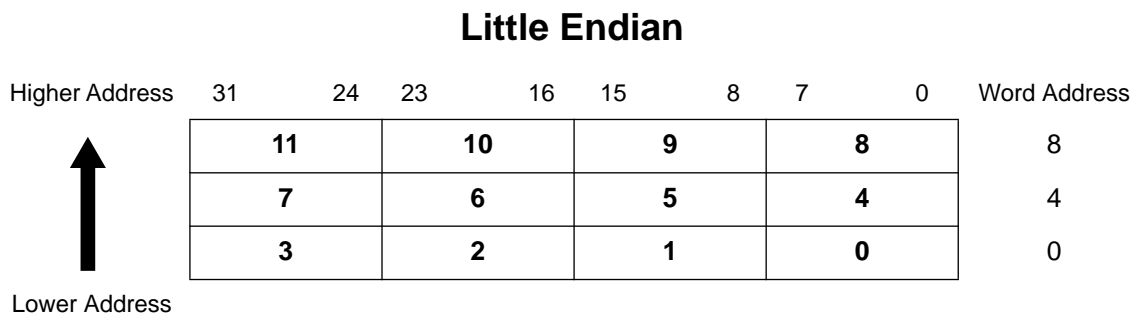 Little Endian
Higher Address 31 24 23 16 15 8 7 0 Word Address
11 10 9 8 8
7 6 5 4 4
3 2 1 0 0
Lower Address